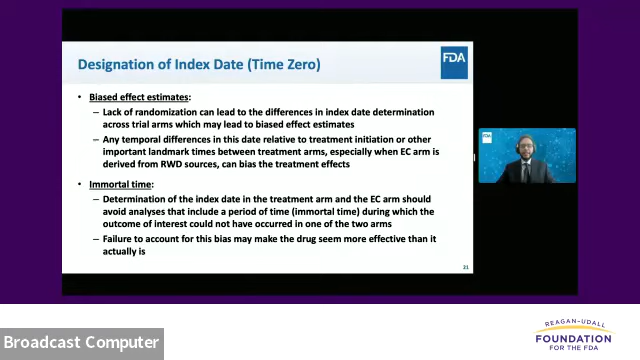 Designation of Index Date (Time Zero)
FDA
• Biased effect estimates:
– Lack of randomization can lead to the differences in index date determination
across trial arms which may lead to biased effect estimates
– Any temporal differences in this date relative to treatment initiation or other
important landmark times between treatment arms, especially when EC arm is
derived from RWD sources, can bias the treatment effects
• Immortal time:
– Determination of the index date in the treatment arm and the EC arm should
avoid analyses that include a period of time (immortal time) during which the
outcome of interest could not have occurred in one of the two arms
– Failure to account for this bias may make the drug seem more effective than it
actually is
21
FDA
Broadcast Computer
REAGAN-UDALL
FOUNDATION
FOR THE FDA